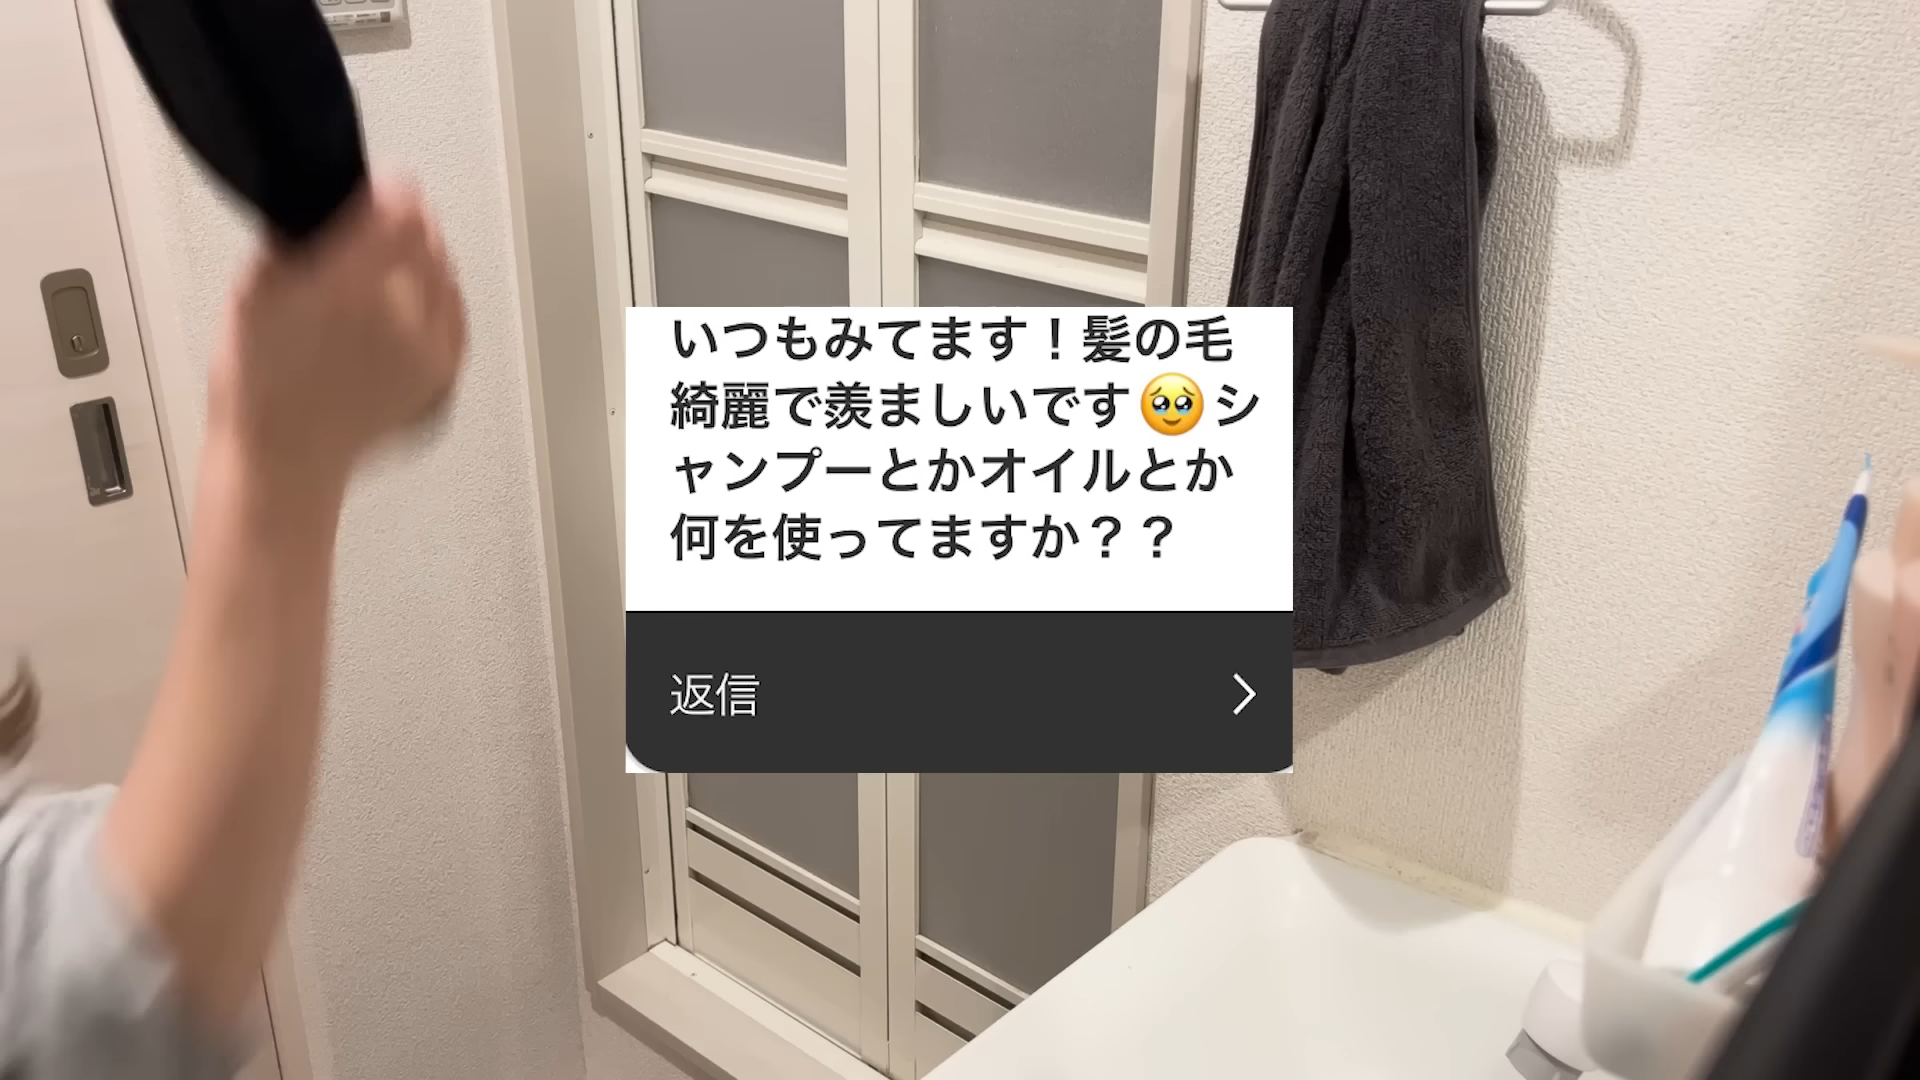 いつもみてます！髪の毛
綺麗で羨ましいです🥹シ
ャンプーとかオイルとか
何を使ってますか？？
返信